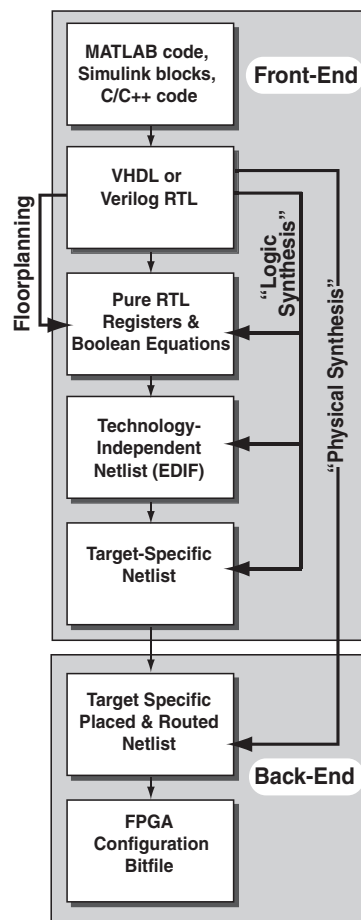 MATLAB code,
Simulink blocks,
C/C++ code
Front-End
VHDL or
Verilog RTL
Floorplanning
"Logic
Synthesis"
"Physical Synthesis"
Pure RTL
Registers &
Boolean Equations
Technology-
Independent
Netlist (EDIF)
Target-Specific
Netlist
Target Specific
Placed & Routed
Netlist
Back-End
FPGA
Configuration
Bitfile